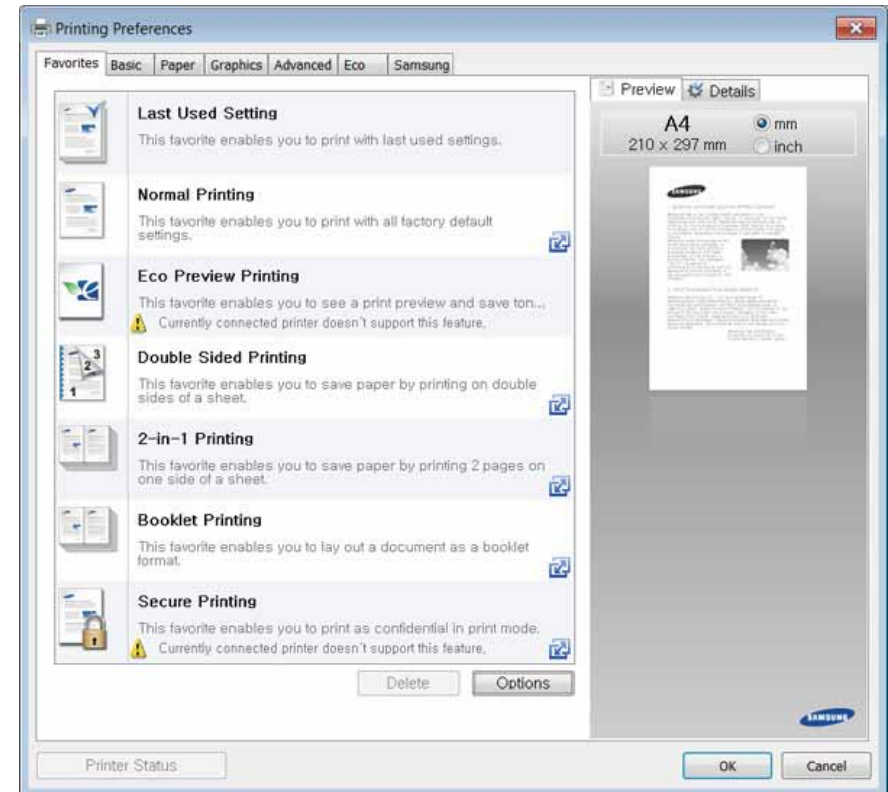 Printing Preferences
Favorites Basic Paper Graphics Advanced Eco Samsung
Last Used Setting
This favorite enables you to print with last used settings.
Normal Printing
This favorite enables you to print with all factory default
settings.
Eco Preview Printing
This favorite enables you to see a print preview and save ton...
Currently connected printer doesn't support this feature,
1 2 3
Double Sided Printing
This favorite enables you to save paper by printing on double
sides of a sheet.
2-in-1 Printing
This favorite enables you to save paper by printing 2 pages on
one side of a sheet.
Booklet Printing
This favorite enables you to lay out a document as a booklet
format.
Secure Printing
This favorite enables you to print as confidential in print mode.
Currently connected printer doesn't support this feature,
Delete Options
Preview Details
A4 mm
210 x 297 mm inch
SAMSUNG
SAMSUNG
Printer Status OK Cancel